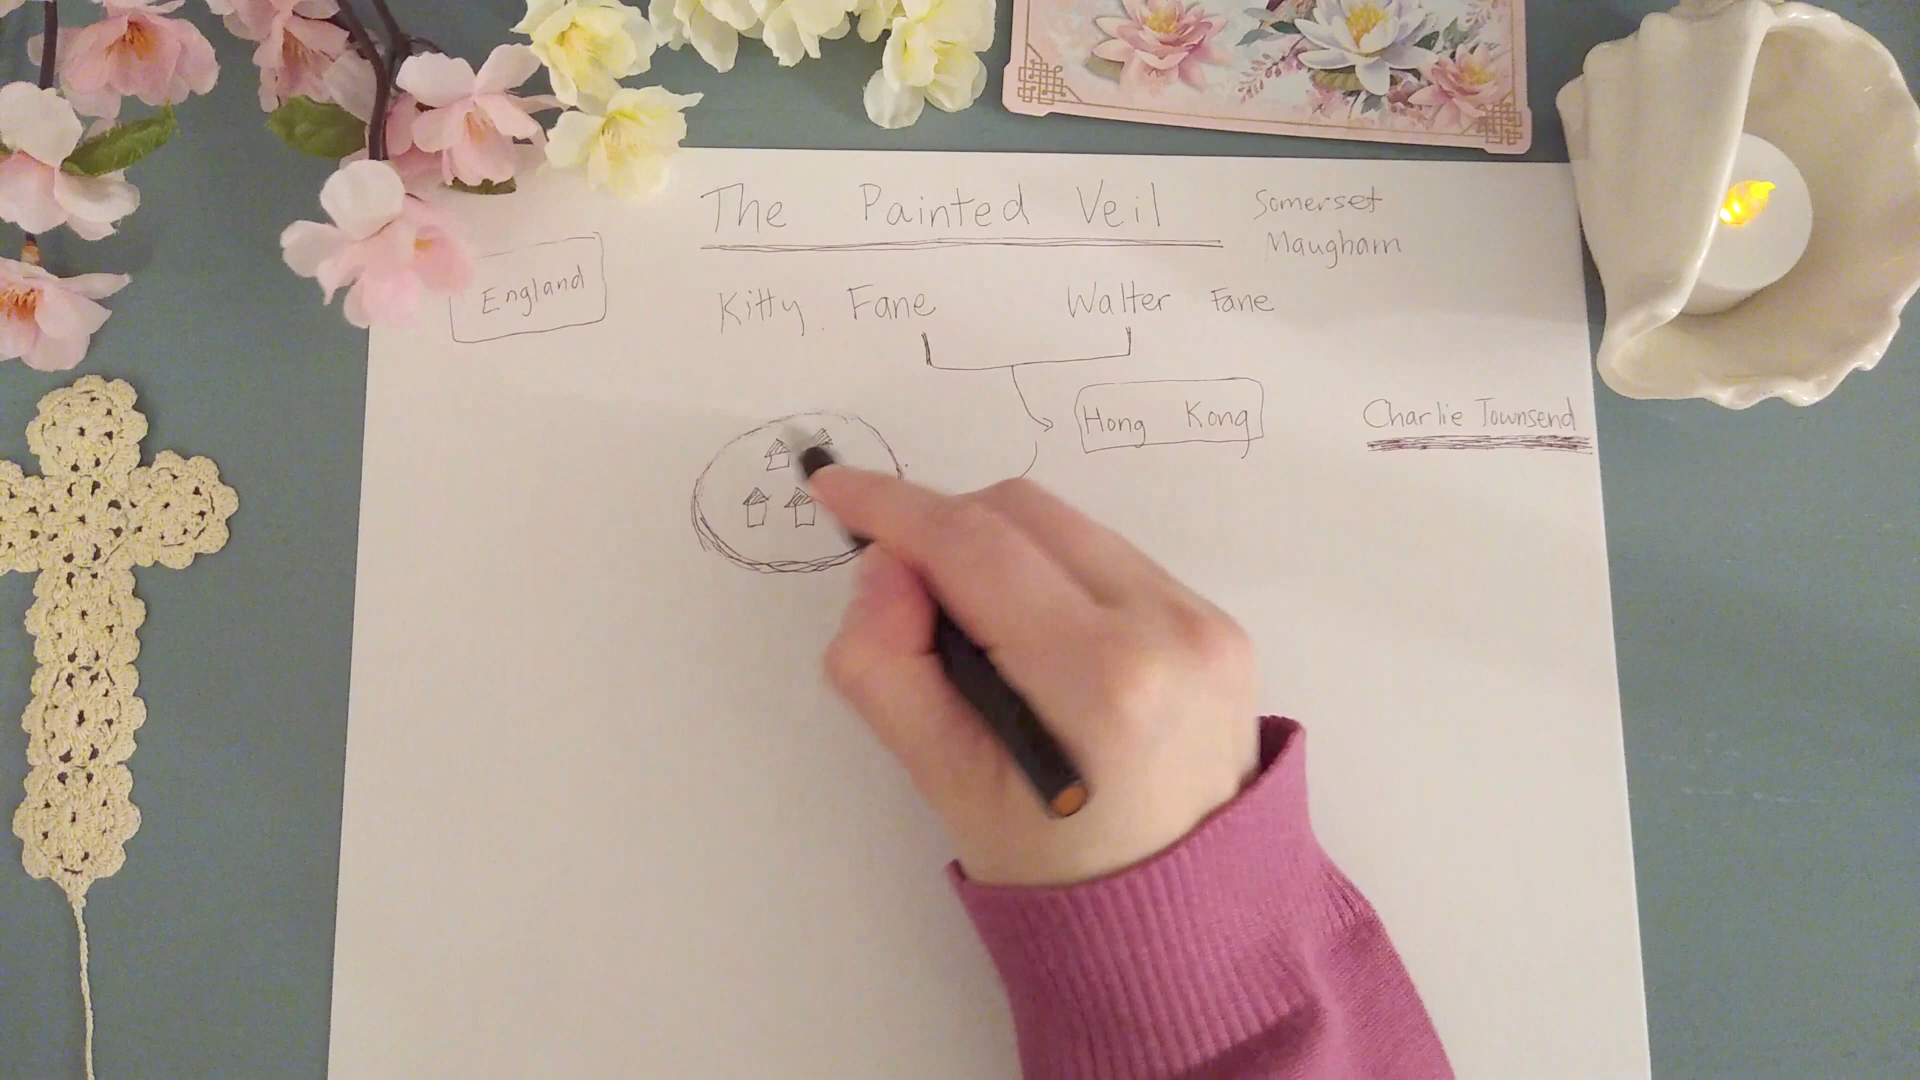 The Painted Veil
Somerset
Maugham
England
Kitty Fane
Walter Fane
Hong Kong
Charlie Townsend